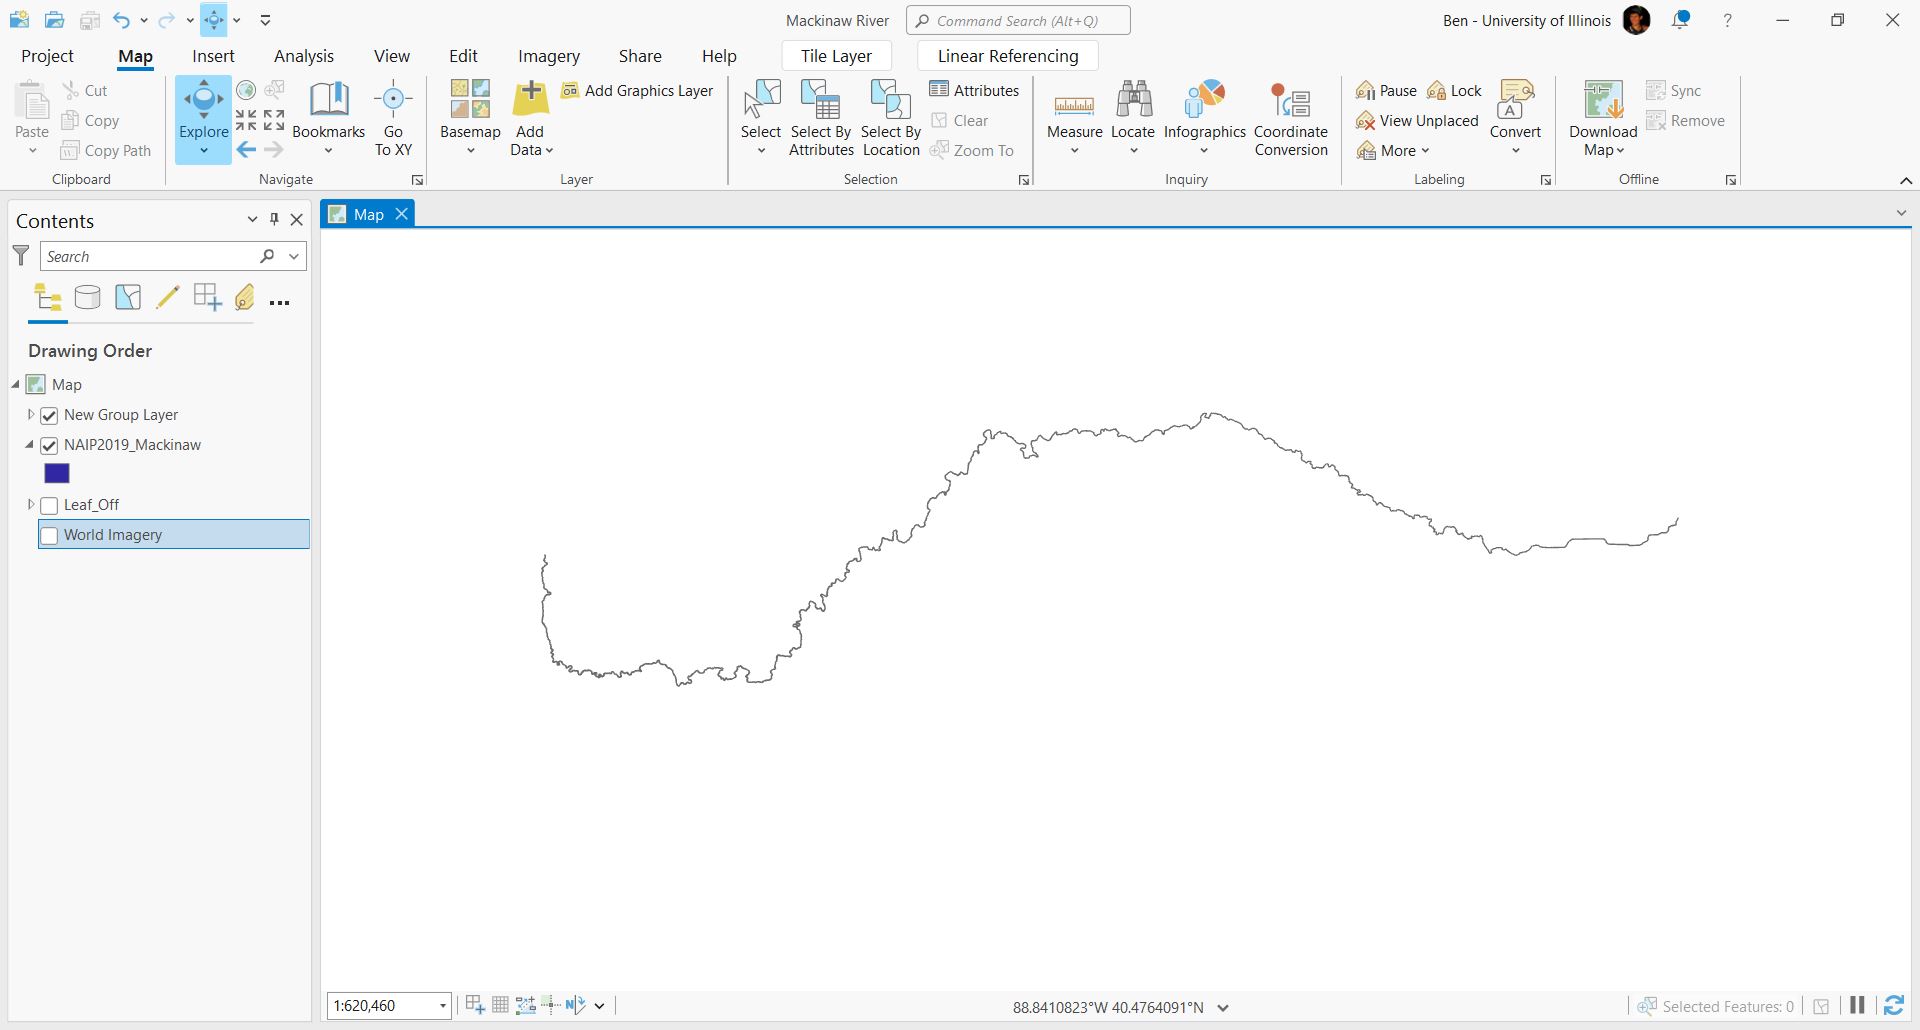 Mackinaw River
Command Search (Alt+Q)
Ben - University of Illinois
?
Project Map Insert Analysis View Edit Imagery Share Help Tile Layer Linear Referencing
Paste
Cut
Copy
Copy Path
Clipboard
Explore
Bookmarks
Go
To XY
Navigate
Basemap
Add
Data
Add Graphics Layer
Layer
Select
Select By
Attributes
Select By
Location
Attributes
Clear
Zoom To
Selection
Measure
Locate
Infographics
Coordinate
Conversion
Inquiry
Pause
Lock
View Unplaced
More
Convert
Labeling
Download
Map
Sync
Remove
Offline
Contents
Search
Drawing Order
Map
New Group Layer
NAIP2019_Mackinaw
Leaf_Off
World Imagery
Map
1:620,460
N
88.8410823°W 40.4764091°N
Selected Features: 0